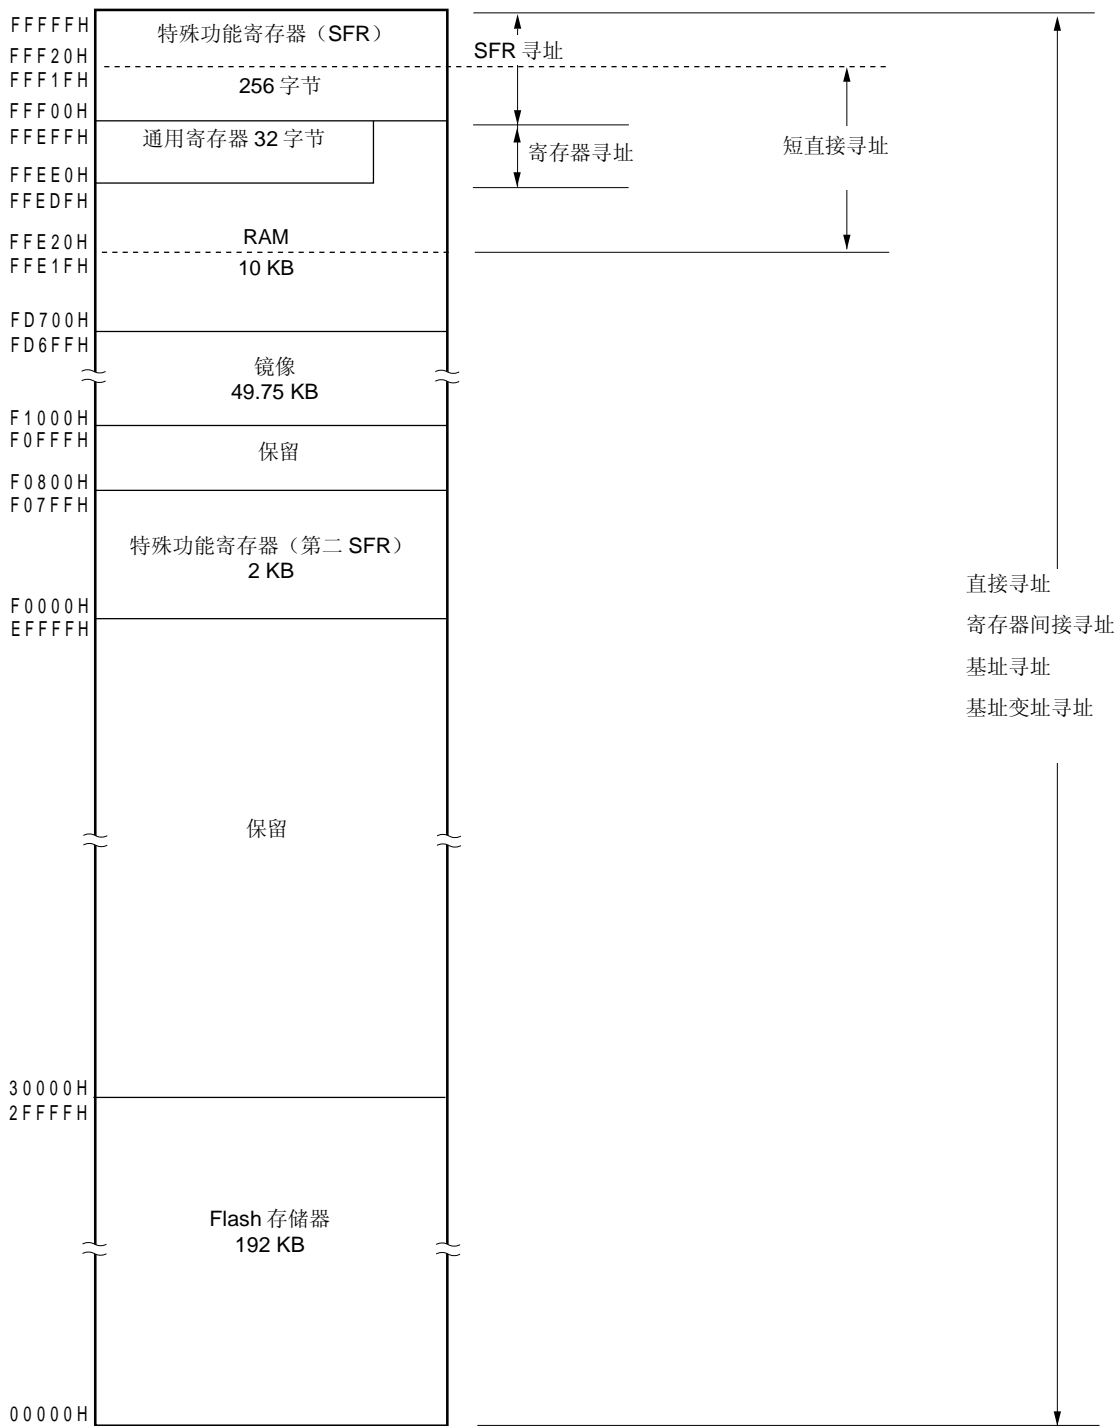 FFFFFH
特殊功能寄存器（SFR）
SFR 寻址
FFF20H
FFF1FH
256 字节
FFF00H
FFEFFH
通用寄存器 32 字节
寄存器寻址
短直接寻址
FFEE0H
FFEDFH
RAM
FFE20H
FFE1FH
10 KB
FD700H
FD6FFH
镜像
49.75 KB
F1000H
F0FFFH
保留
F0800H
F07FFH
特殊功能寄存器（第二 SFR）
2 KB
F0000H
EFFFFH
直接寻址
寄存器间接寻址
基址寻址
基址变址寻址
保留
30000H
2FFFFH
Flash 存储器
192 KB
00000H